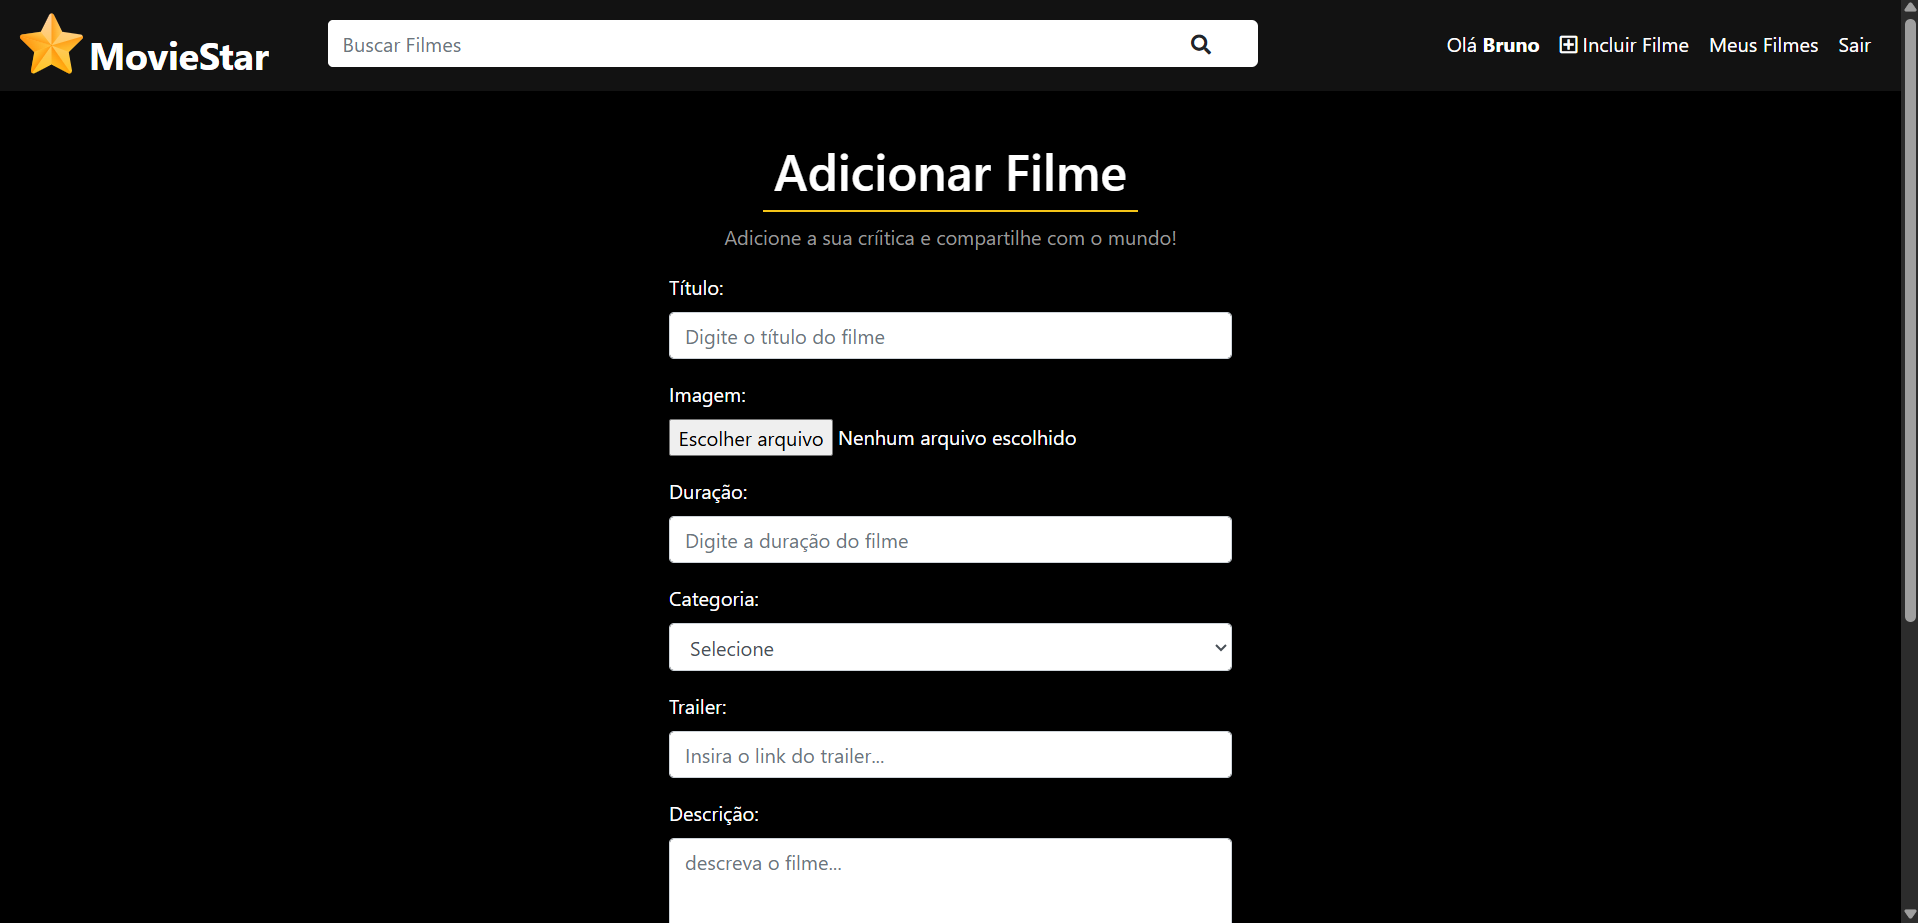 MovieStar
Buscar Filmes
Olá Bruno Incluir Filme Meus Filmes Sair
Adicionar Filme
Adicione a sua críitica e compartilhe com o mundo!
Título:
Digite o título do filme
Imagem:
Escolher arquivo Nenhum arquivo escolhido
Duração:
Digite a duração do filme
Categoria:
Selecione
Trailer:
Insira o link do trailer...
Descrição:
descreva o filme...